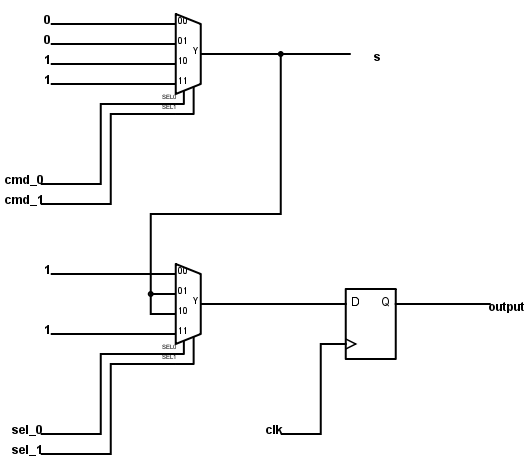 0
00
0
01
Y
1
10
s
1
11
SEL0
SEL1
cmd_0
cmd_1
1
00
01
Y
D
Q
10
output
1
11
SEL0
SEL1
sel_0
clk
sel_1